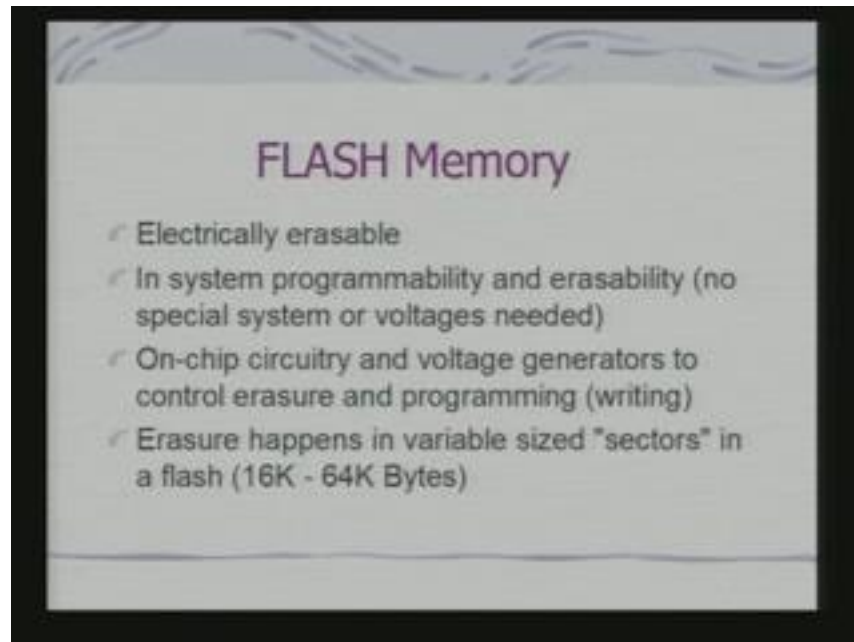 FLASH Memory
Electrically erasable
In system programmability and erasability (no
special system or voltages needed)
On-chip circuitry and voltage generators to
control erasure and programming (writing)
Erasure happens in variable sized "sectors" in
a flash (16K - 64K Bytes)